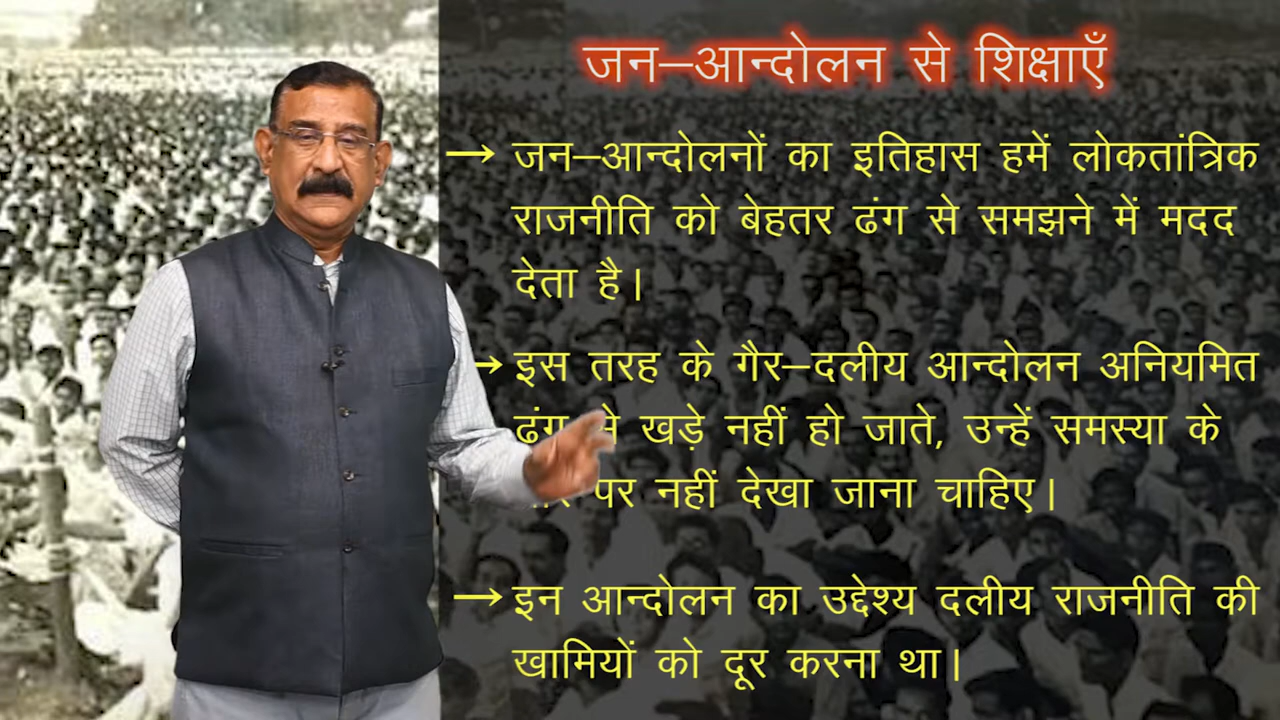 जन–आन्दोलन से शिक्षाएँ
→ जन–आन्दोलनों का इतिहास हमें लोकतांत्रिक
राजनीति को बेहतर ढंग से समझने में मदद
देता है।
→ इस तरह के गैर–दलीय आन्दोलन अनियमित
ढंग से खड़े नहीं हो जाते, उन्हें समस्या के
पर नहीं देखा जाना चाहिए।
→ इन आन्दोलन का उद्देश्य दलीय राजनीति की
खामियों को दूर करना था।